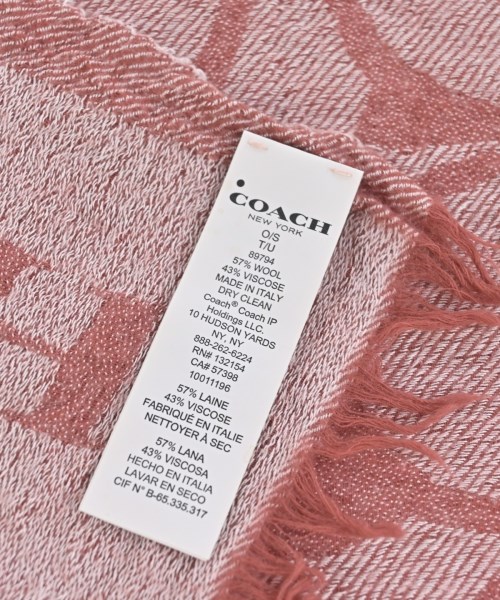 COACH
NEW YORK
O/S
T/U
89794
57% WOOL
43% VISCOSE
MADE IN ITALY
DRY CLEAN
Coach® Coach IP
Holdings LLC.
10 HUDSON YARDS
NY, NY
888-262-6224
RN# 132154
CA# 57398
10011196
57% LAINE
43% VISCOSE
FABRIQUÉ EN ITALIE
NETTOYER À SEC
57% LANA
43% VISCOSA
HECHO EN ITALIA
LAVAR EN SECO
CIF N° B-65.335.317